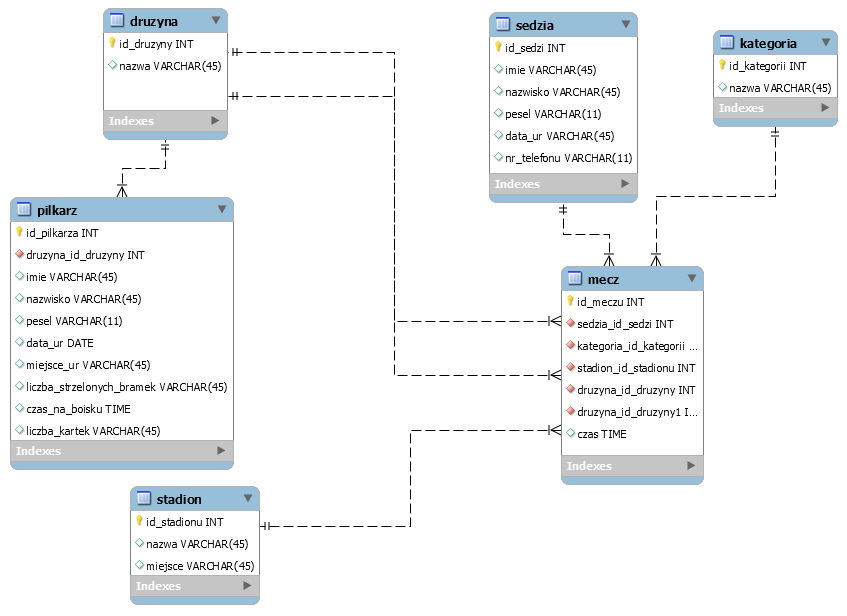 druzyna
id_druzyny INT
nazwa VARCHAR(45)
Indexes
sedzia
id_sedzi INT
imie VARCHAR(45)
nazwisko VARCHAR(45)
pesel VARCHAR(11)
data_ur VARCHAR(45)
nr_telefonu VARCHAR(11)
Indexes
kategoria
id_kategorii INT
nazwa VARCHAR(45)
Indexes
pilkarz
id_pilkarza INT
druzyna_id_druzyny INT
imie VARCHAR(45)
nazwisko VARCHAR(45)
pesel VARCHAR(11)
data_ur DATE
miejsce_ur VARCHAR(45)
liczba_strzelonych_bramek VARCHAR(45)
czas_na_boisku TIME
liczba_kartek VARCHAR(45)
Indexes
mecz
id_meczu INT
sedzia_id_sedzi INT
kategoria_id_kategorii ...
stadion_id_stadionu INT
druzyna_id_druzyny INT
druzyna_id_druzyny1 I...
czas TIME
Indexes
stadion
id_stadionu INT
nazwa VARCHAR(45)
miejsce VARCHAR(45)
Indexes